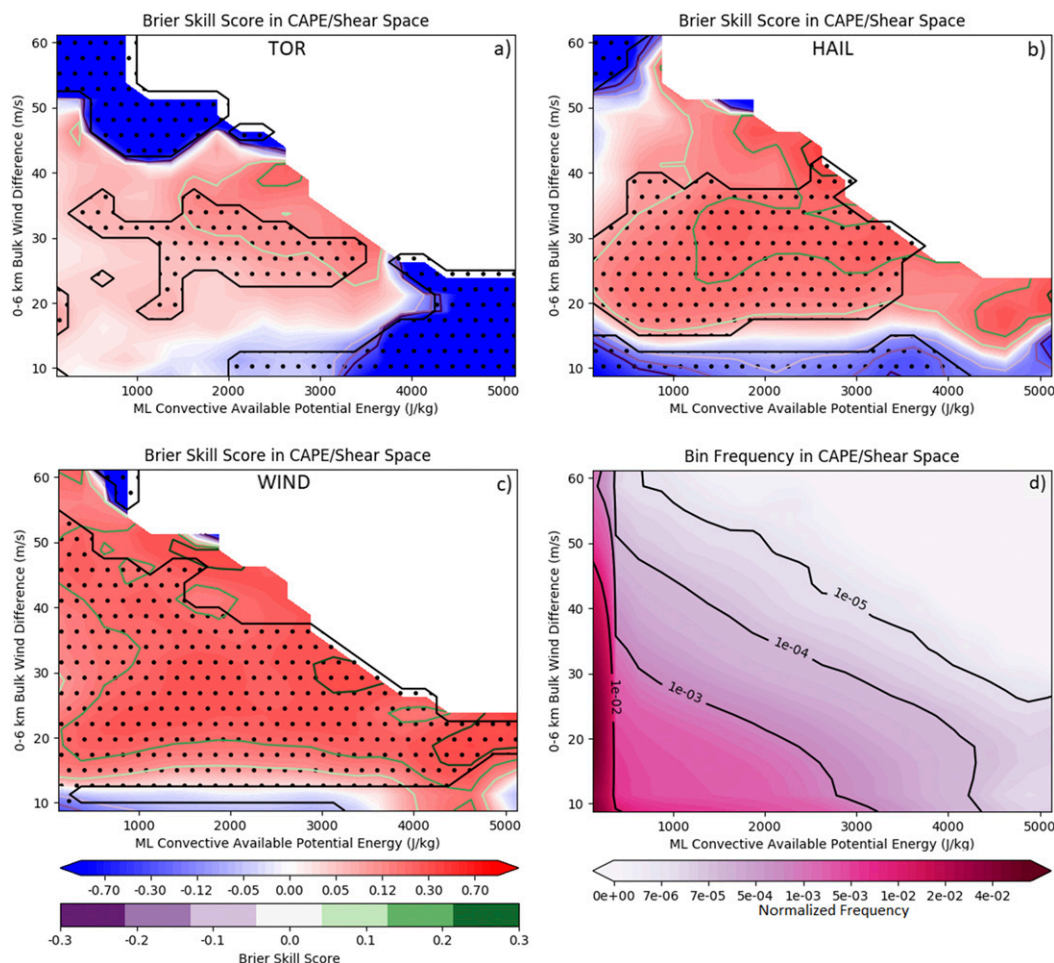 Brier Skill Score in CAPE/Shear Space
TOR
a)
60
50
40
30
20
10
0-6 km Bulk Wind Difference (m/s)
1000 2000 3000 4000 5000
ML Convective Available Potential Energy (J/kg)
Brier Skill Score in CAPE/Shear Space
HAIL
b)
60
50
40
30
20
10
0-6 km Bulk Wind Difference (m/s)
1000 2000 3000 4000 5000
ML Convective Available Potential Energy (J/kg)
Brier Skill Score in CAPE/Shear Space
WIND
c)
60
50
40
30
20
10
0-6 km Bulk Wind Difference (m/s)
1000 2000 3000 4000 5000
ML Convective Available Potential Energy (J/kg)
-0.70 -0.30 -0.12 -0.05 0.00 0.05 0.12 0.30 0.70
-0.3 -0.2 -0.1 0.0 0.1 0.2 0.3
Brier Skill Score
Bin Frequency in CAPE/Shear Space
d)
60
50
40
30
20
10
0-6 km Bulk Wind Difference (m/s)
1e-05
1e-04
1e-03
1e-02
1000 2000 3000 4000 5000
ML Convective Available Potential Energy (J/kg)
0e+00 7e-06 7e-05 5e-04 1e-03 5e-03 1e-02 2e-02 4e-02
Normalized Frequency